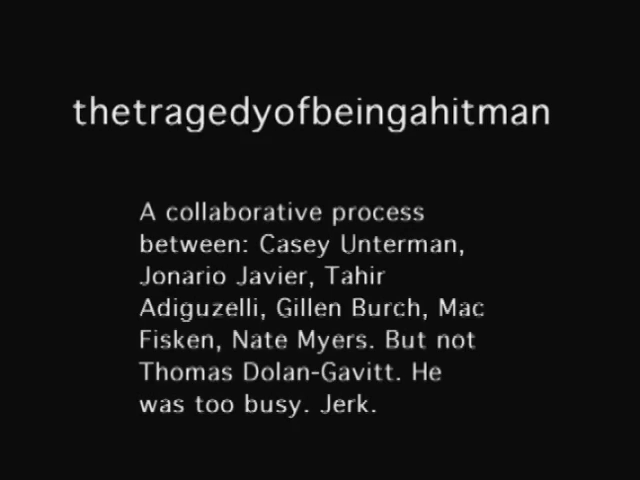 thetragedyofbeingahitman
A collaborative process
between: Casey Unterman,
Jonario Javier, Tahir
Adiguzelli, Gillen Burch, Mac
Fisken, Nate Myers. But not
Thomas Dolan-Gavitt. He
was too busy. Jerk.